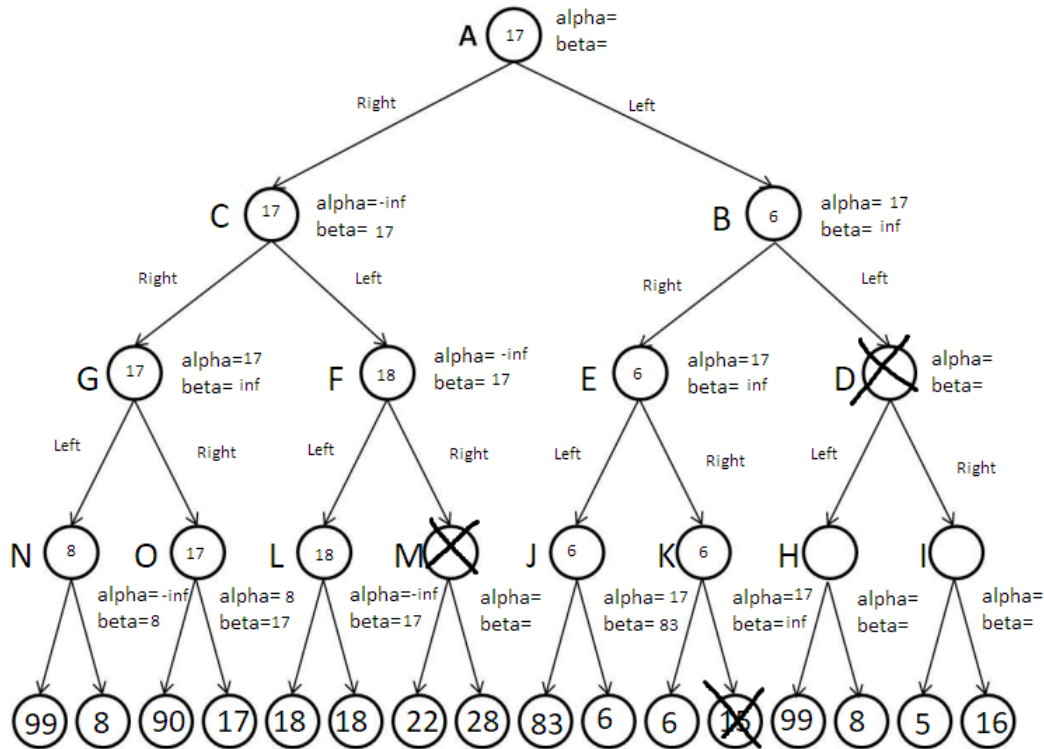 A 17 alpha=
beta=
Right Left
C 17 alpha=-inf B 6 alpha= 17
beta= 17 beta= inf
Right Left Right Left
G 17 alpha=17 F 18 alpha= -inf E 6 alpha=17 D alpha=
beta= inf beta= 17 beta= inf beta=
Left Right Left Right Left Right Left Right
N 8 O 17 L 18 M J 6 K 6 H I
alpha=-inf alpha= 8 alpha=-inf alpha= alpha= 17 alpha=17 alpha= alpha=
beta=8 beta=17 beta=17 beta= beta= 83 beta=inf beta= beta=
99 8 90 17 18 18 22 28 83 6 6 15 99 8 5 16